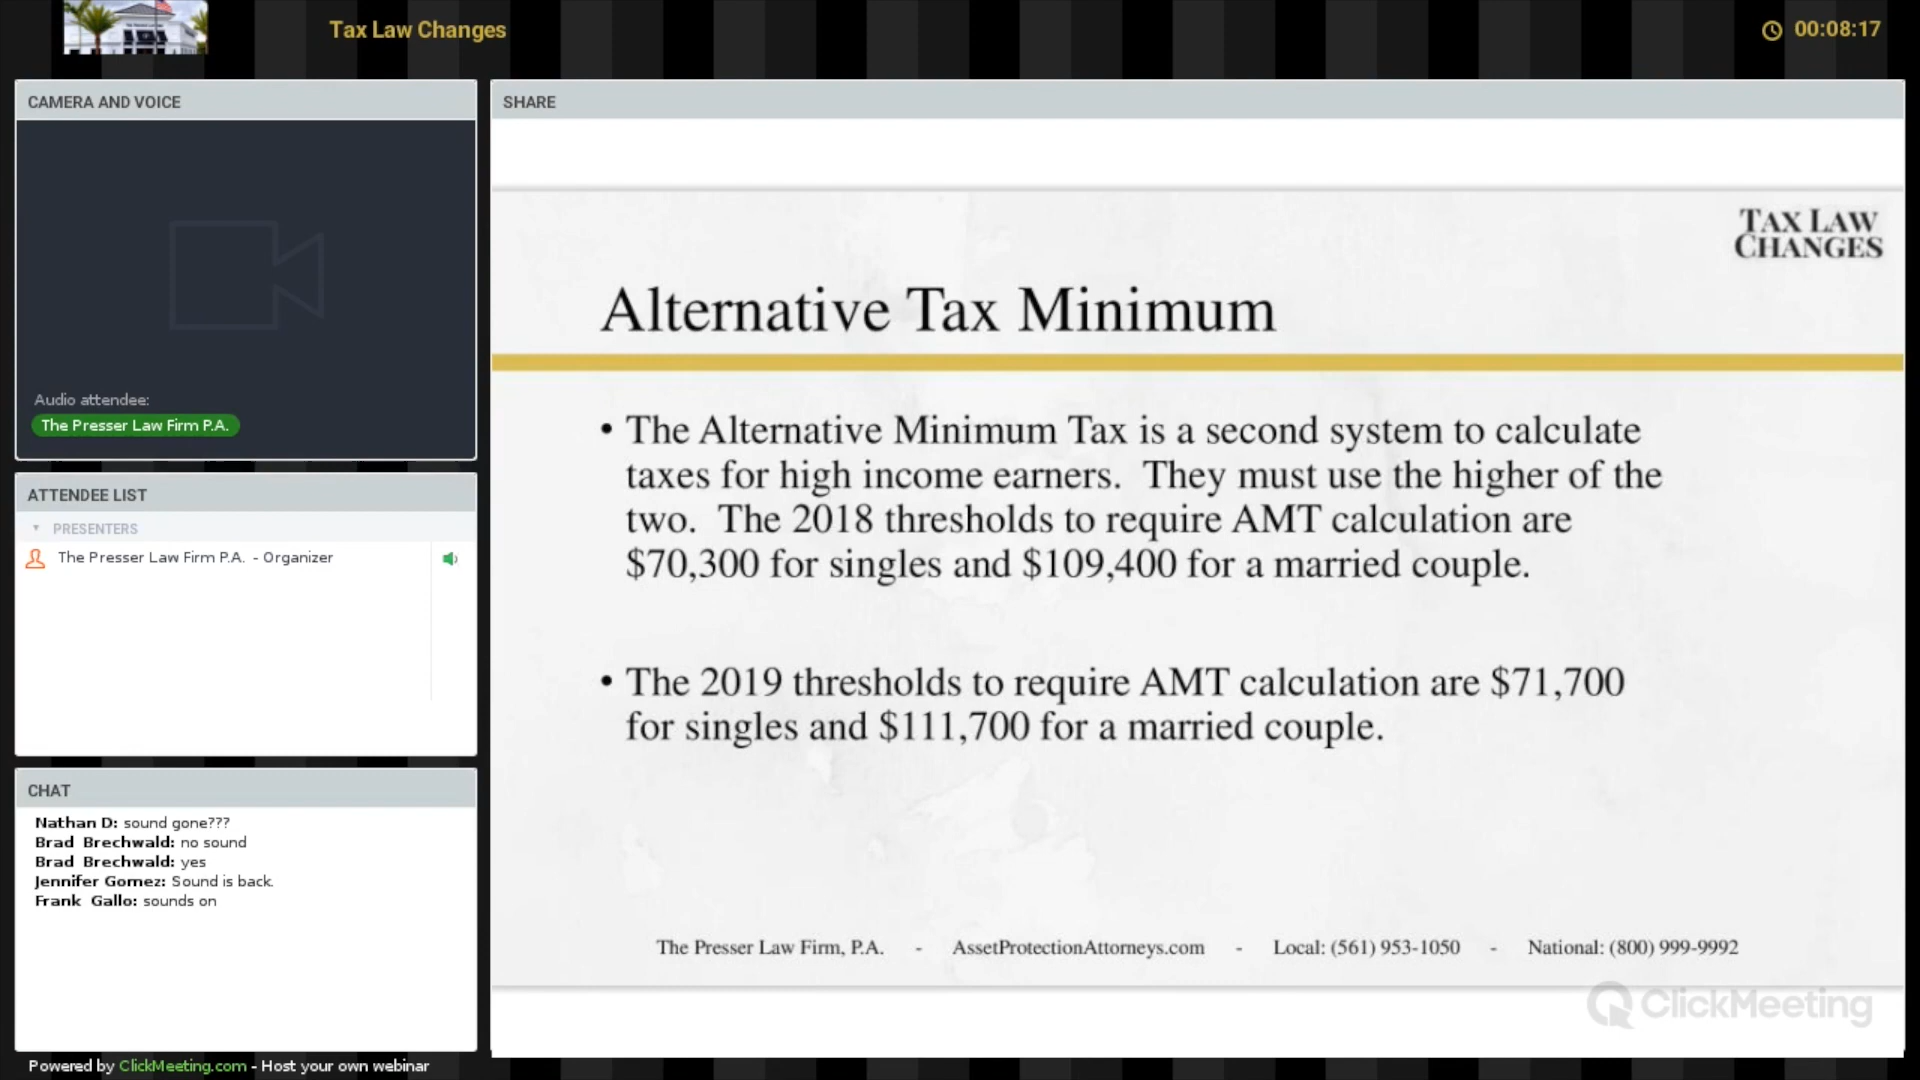 Tax Law Changes
00:08:17
CAMERA AND VOICE
Audio attendee:
The Presser Law Firm P.A.
ATTENDEE LIST
PRESENTERS
The Presser Law Firm P.A. - Organizer
CHAT
Nathan D: sound gone???
Brad Brechwald: no sound
Brad Brechwald: yes
Jennifer Gomez: Sound is back.
Frank Gallo: sounds on
Powered by ClickMeeting.com - Host your own webinar
SHARE
TAX LAW
CHANGES
Alternative Tax Minimum
• The Alternative Minimum Tax is a second system to calculate
taxes for high income earners. They must use the higher of the
two. The 2018 thresholds to require AMT calculation are
$70,300 for singles and $109,400 for a married couple.
• The 2019 thresholds to require AMT calculation are $71,700
for singles and $111,700 for a married couple.
The Presser Law Firm, P.A. - AssetProtectionAttorneys.com - Local: (561) 953-1050 - National: (800) 999-9992
ClickMeeting